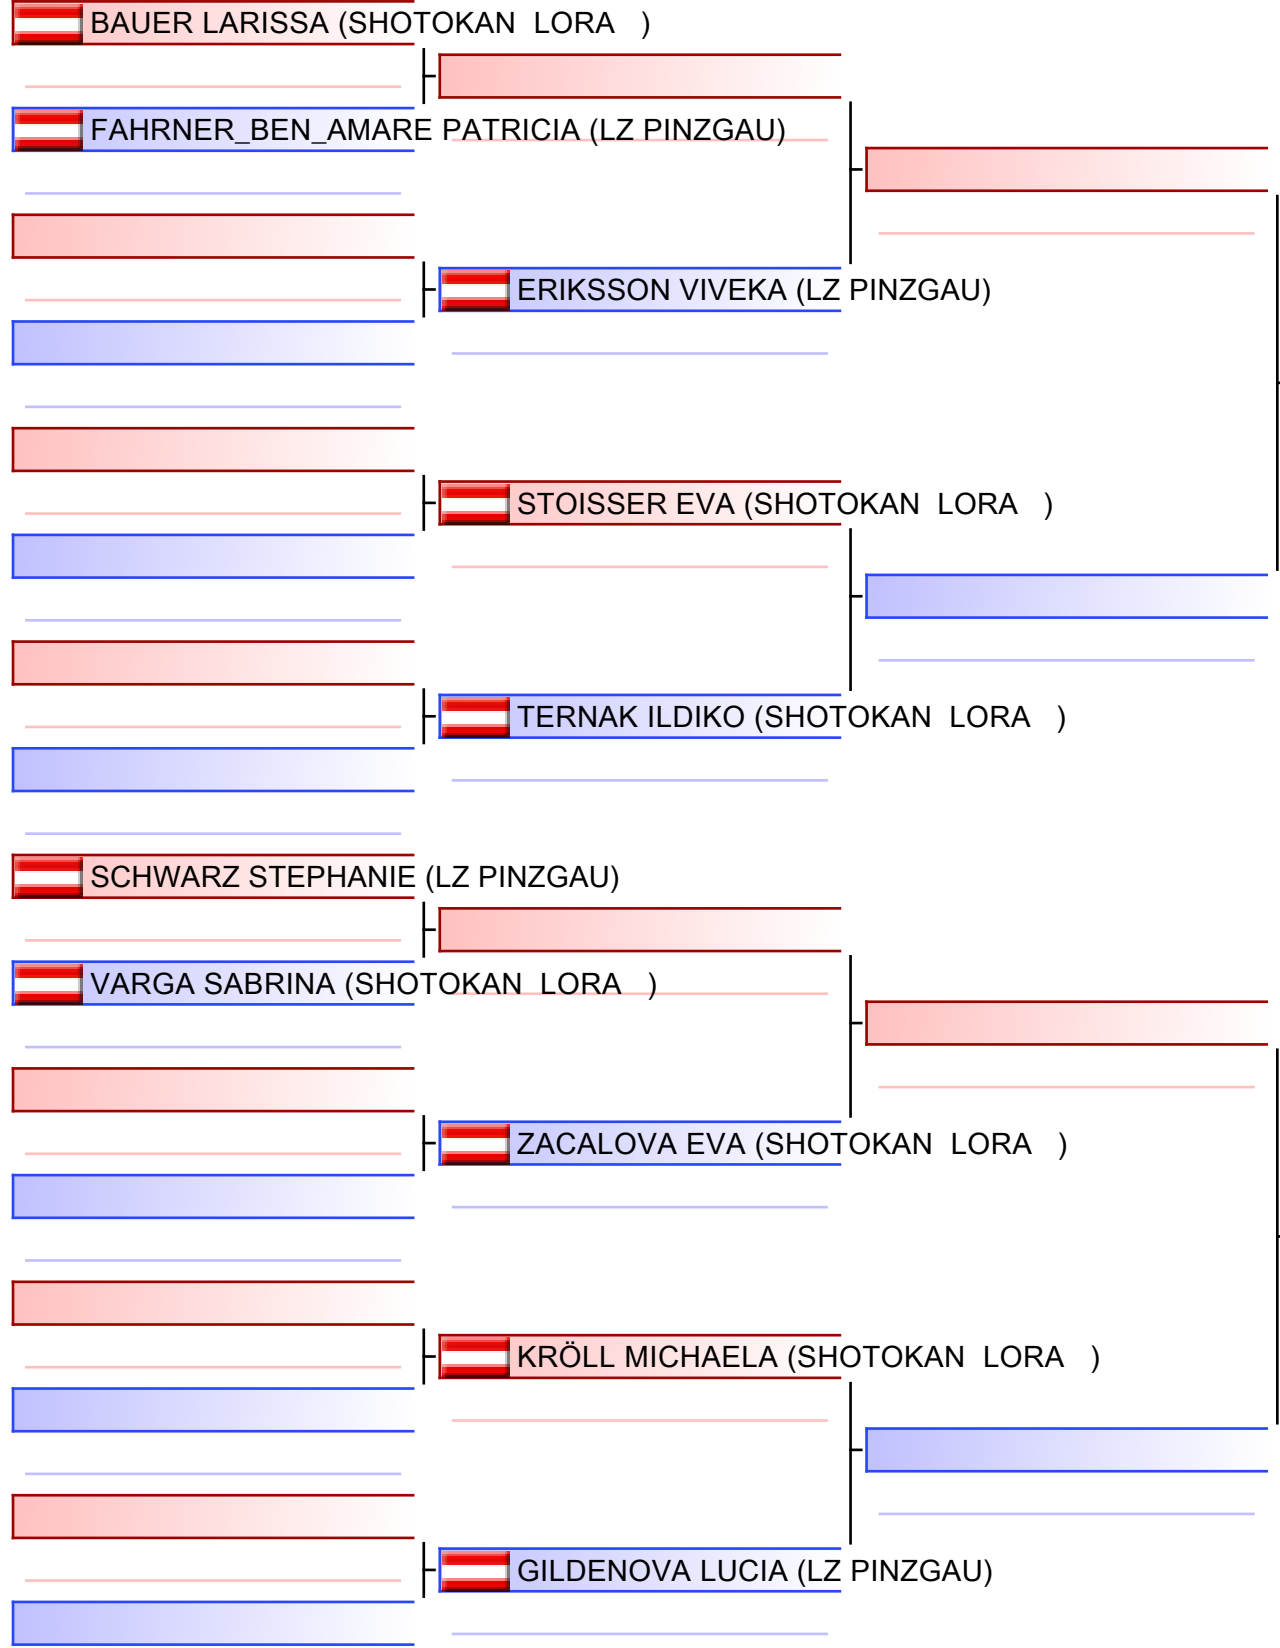 BAUER LARISSA (SHOTOKAN LORA )
FAHRNER_BEN_AMARE PATRICIA (LZ PINZGAU)
ERIKSSON VIVEKA (LZ PINZGAU)
STOISSER EVA (SHOTOKAN LORA )
TERNAK ILDIKO (SHOTOKAN LORA )
SCHWARZ STEPHANIE (LZ PINZGAU)
VARGA SABRINA (SHOTOKAN LORA )
ZACALOVA EVA (SHOTOKAN LORA )
KRÖLL MICHAELA (SHOTOKAN LORA )
GILDENOVA LUCIA (LZ PINZGAU)